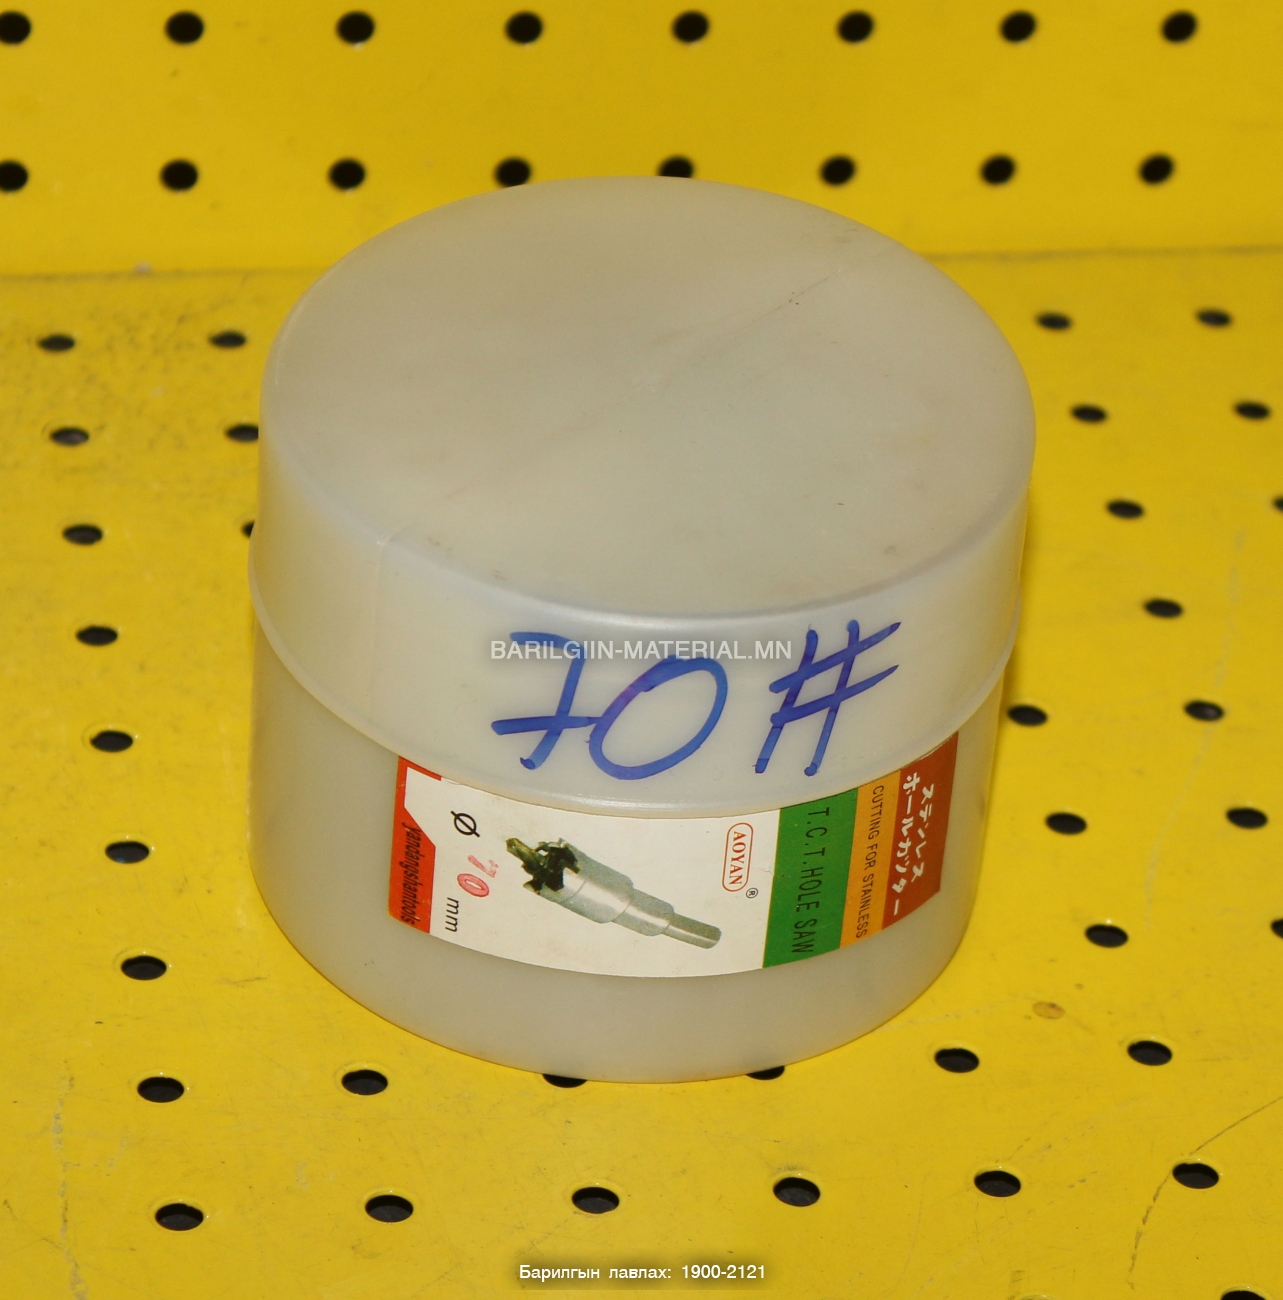 BARILGIIN-MATERIAL.MN
70#
yandangshantools
Ø 70 mm
AOYAN®
T.C.T.HOLE SAW
CUTTING FOR STAINLESS
ステンレス
ホールカッター
Барилгын лавлах: 1900-2121